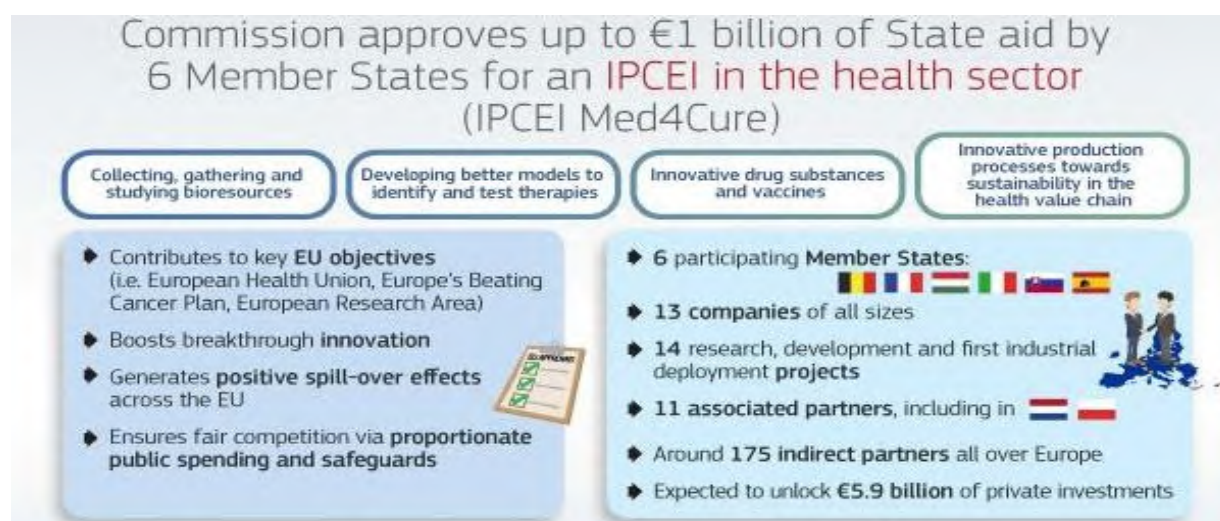 Commission approves up to €1 billion of State aid by
6 Member States for an IPCEI in the health sector
(IPCEI Med4Cure)
Collecting, gathering and
studying bioresources
Developing better models to
identify and test therapies
Innovative drug substances
and vaccines
Innovative production
processes towards
sustainability in the
health value chain
Contributes to key EU objectives
(i.e. European Health Union, Europe's Beating
Cancer Plan, European Research Area)
Boosts breakthrough innovation
Generates positive spill-over effects
across the EU
Ensures fair competition via proportionate
public spending and safeguards
6 participating Member States:
13 companies of all sizes
14 research, development and first industrial
deployment projects
11 associated partners, including in
Around 175 indirect partners all over Europe
Expected to unlock €5.9 billion of private investments